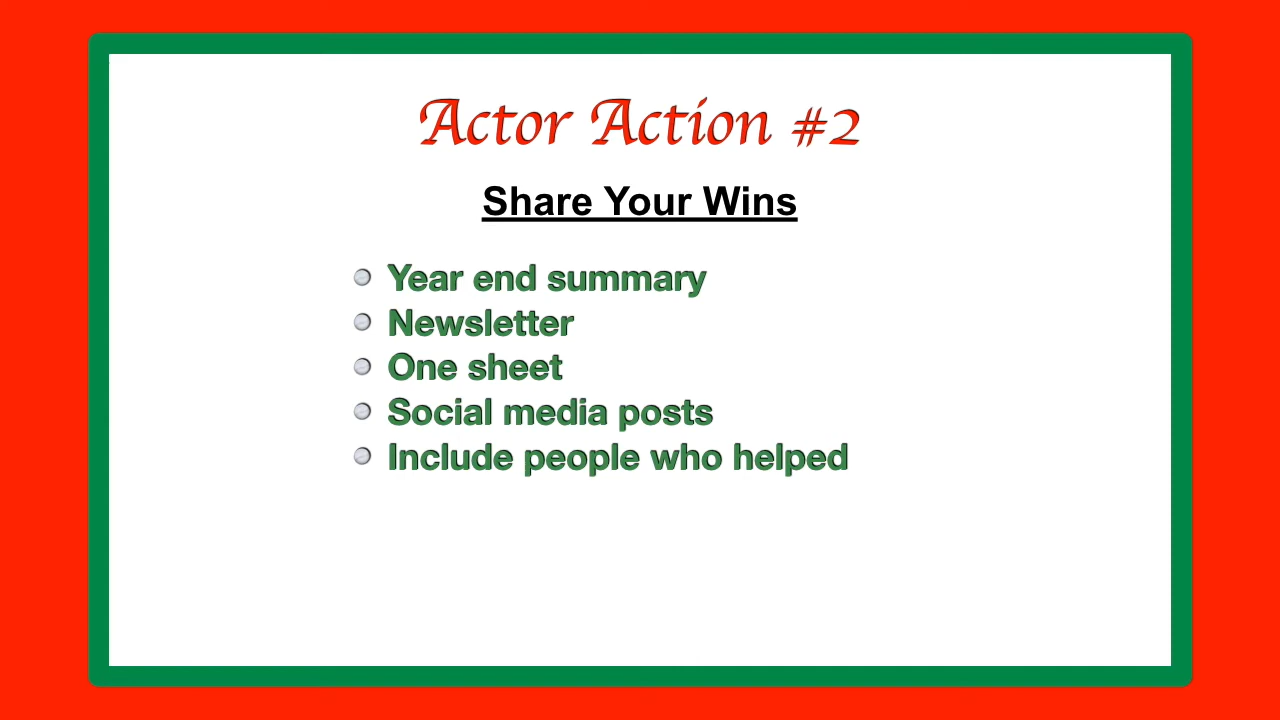 Actor Action #2
Share Your Wins
Year end summary
Newsletter
One sheet
Social media posts
Include people who helped